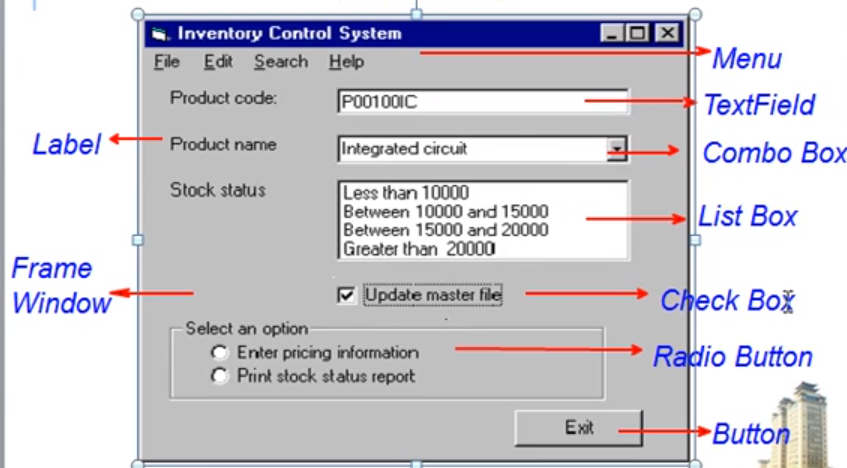 Inventory Control System
File Edit Search Help
Menu
Product code:
P00100IC
TextField
Label
Product name
Integrated circuit
Combo Box
Stock status
Less than 10000
Between 10000 and 15000
Between 15000 and 20000
Greater than 20000
List Box
Frame
Window
Update master file
Check Box
Select an option
Enter pricing information
Print stock status report
Radio Button
Exit
Button